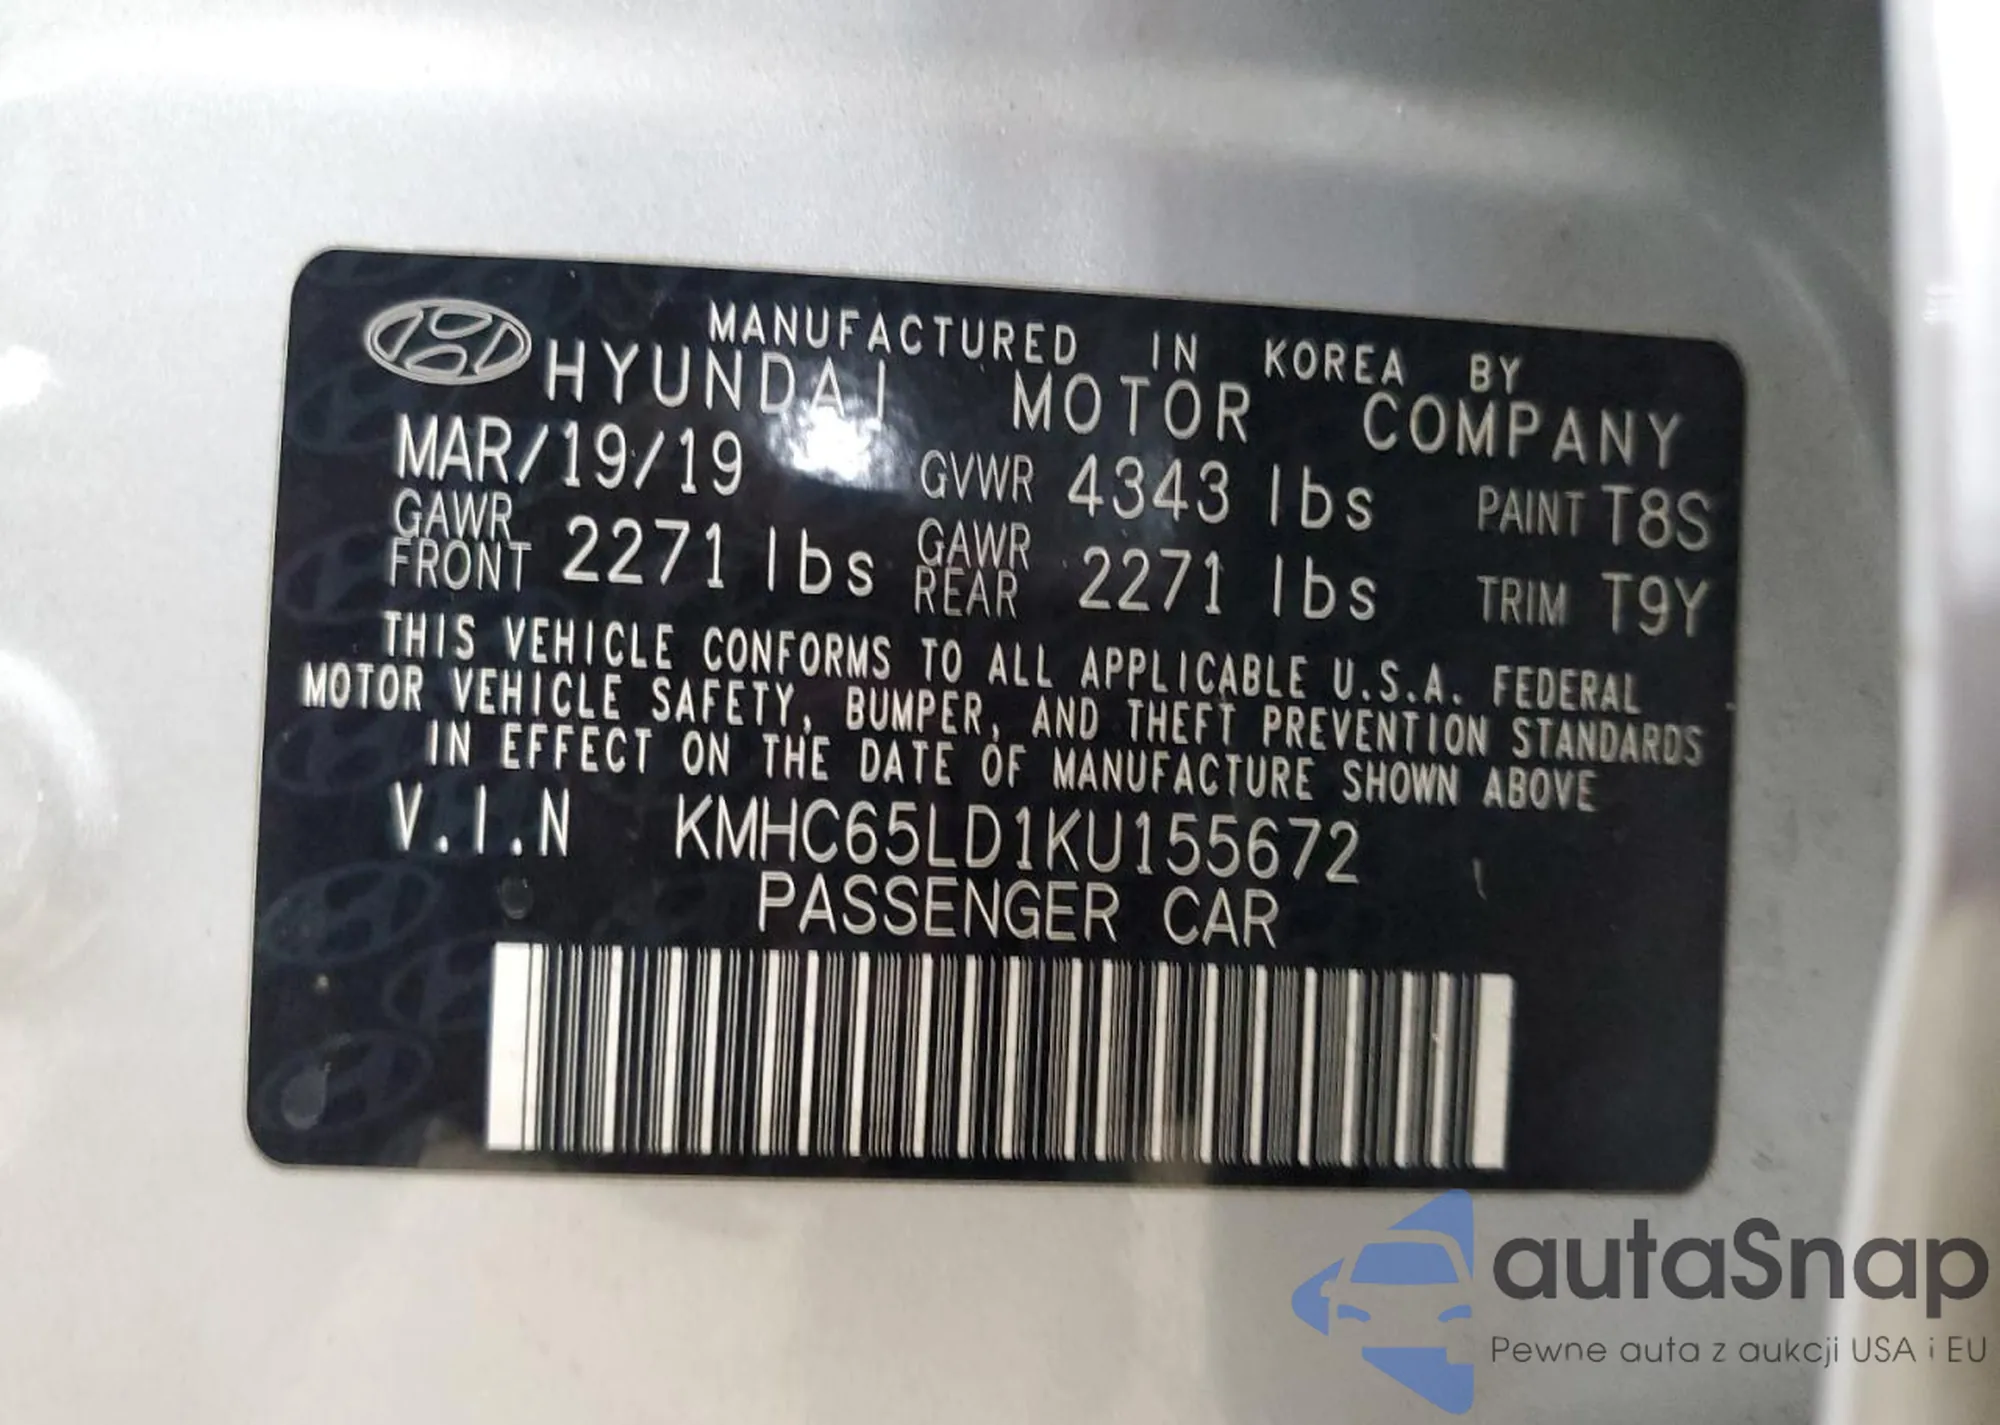 MANUFACTURED IN KOREA BY
HYUNDAI MOTOR COMPANY
MAR/19/19 GVWR 4343 lbs PAINT T8S
GAWR FRONT 2271 lbs GAWR REAR 2271 lbs TRIM T9Y
THIS VEHICLE CONFORMS TO ALL APPLICABLE U.S.A. FEDERAL
MOTOR VEHICLE SAFETY, BUMPER, AND THEFT PREVENTION STANDARDS
IN EFFECT ON THE DATE OF MANUFACTURE SHOWN ABOVE
V.I.N KMHC65LD1KU155672
PASSENGER CAR
autaSnap
Pewne auta z aukcji USA i EU